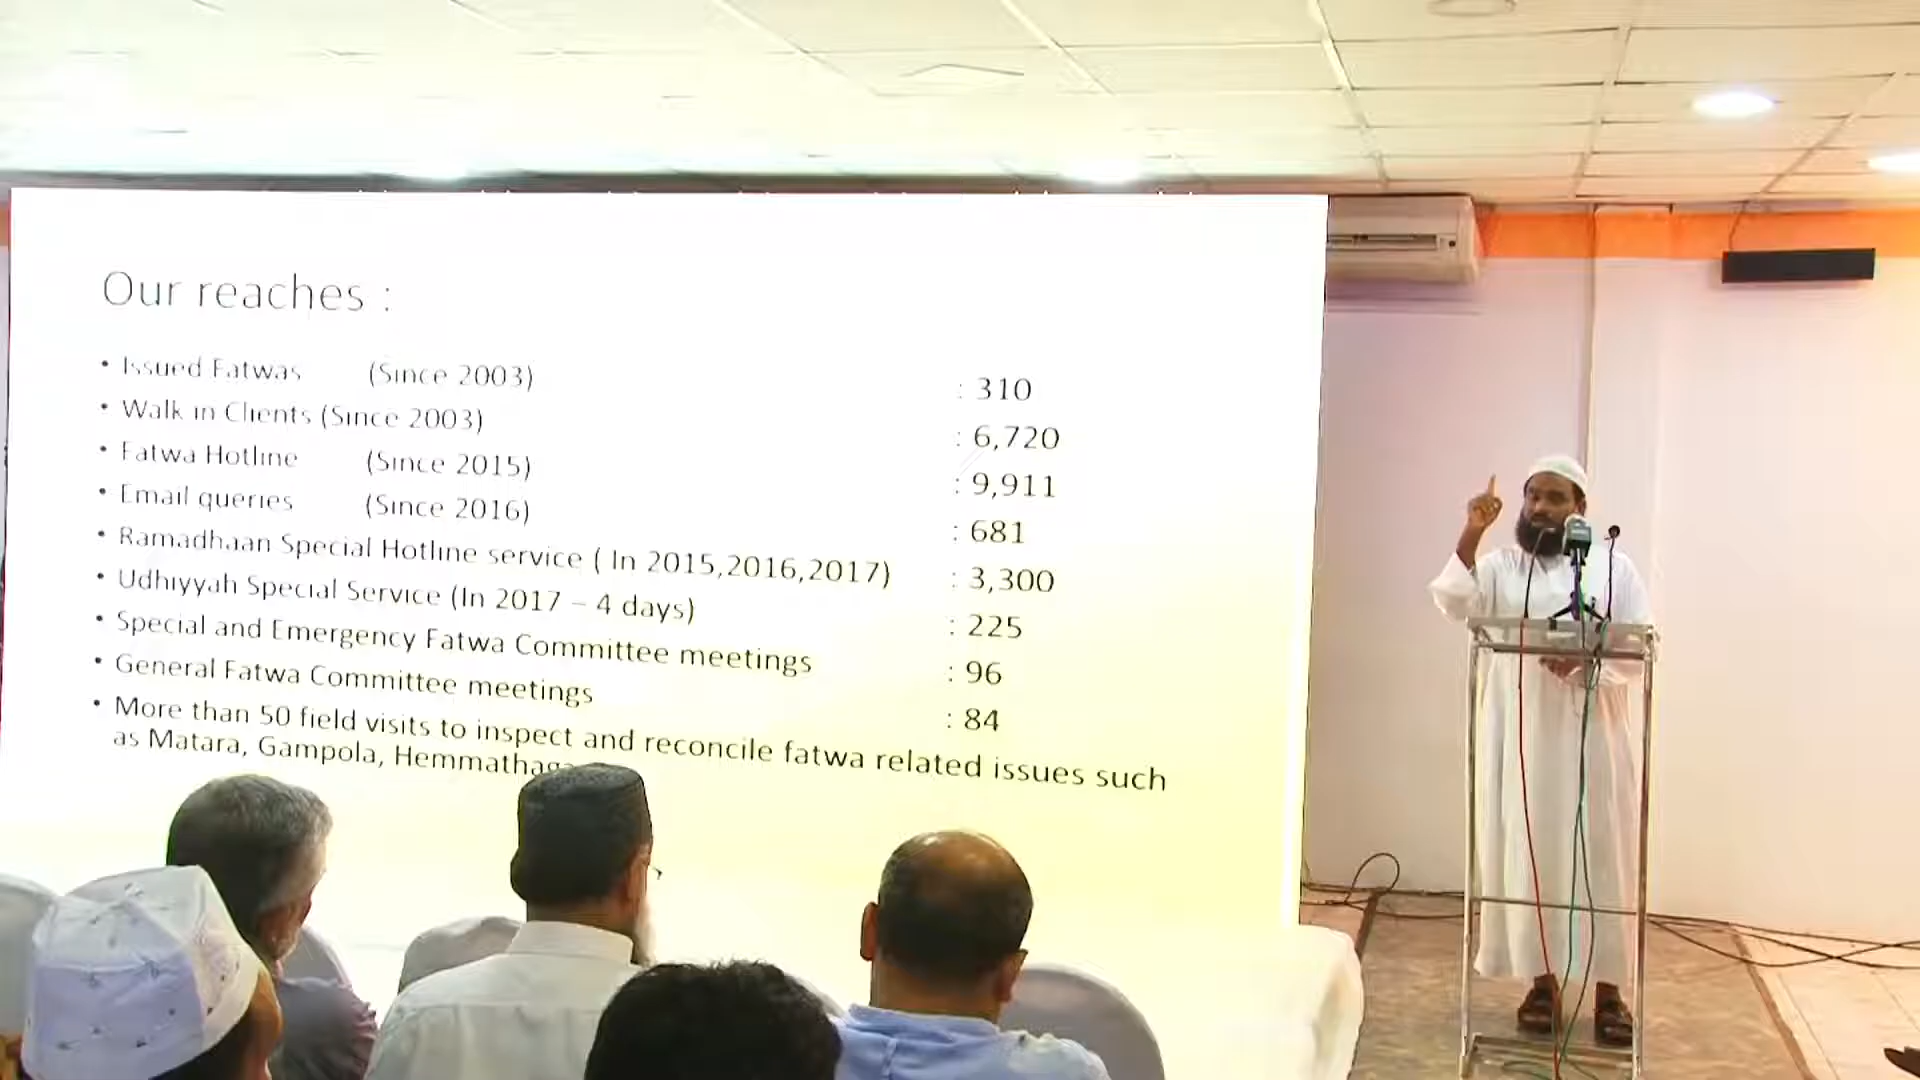 Our reaches :
• Issued Fatwas (Since 2003) : 310
• Walk in Clients (Since 2003) : 6,720
• Fatwa Hotline (Since 2015) : 9,911
• Email queries (Since 2016) : 681
• Ramadhaan Special Hotline service ( In 2015,2016,2017) : 3,300
• Udhiyyah Special Service (In 2017 – 4 days) : 225
• Special and Emergency Fatwa Committee meetings : 96
• General Fatwa Committee meetings : 84
• More than 50 field visits to inspect and reconcile fatwa related issues such
as Matara, Gampola,